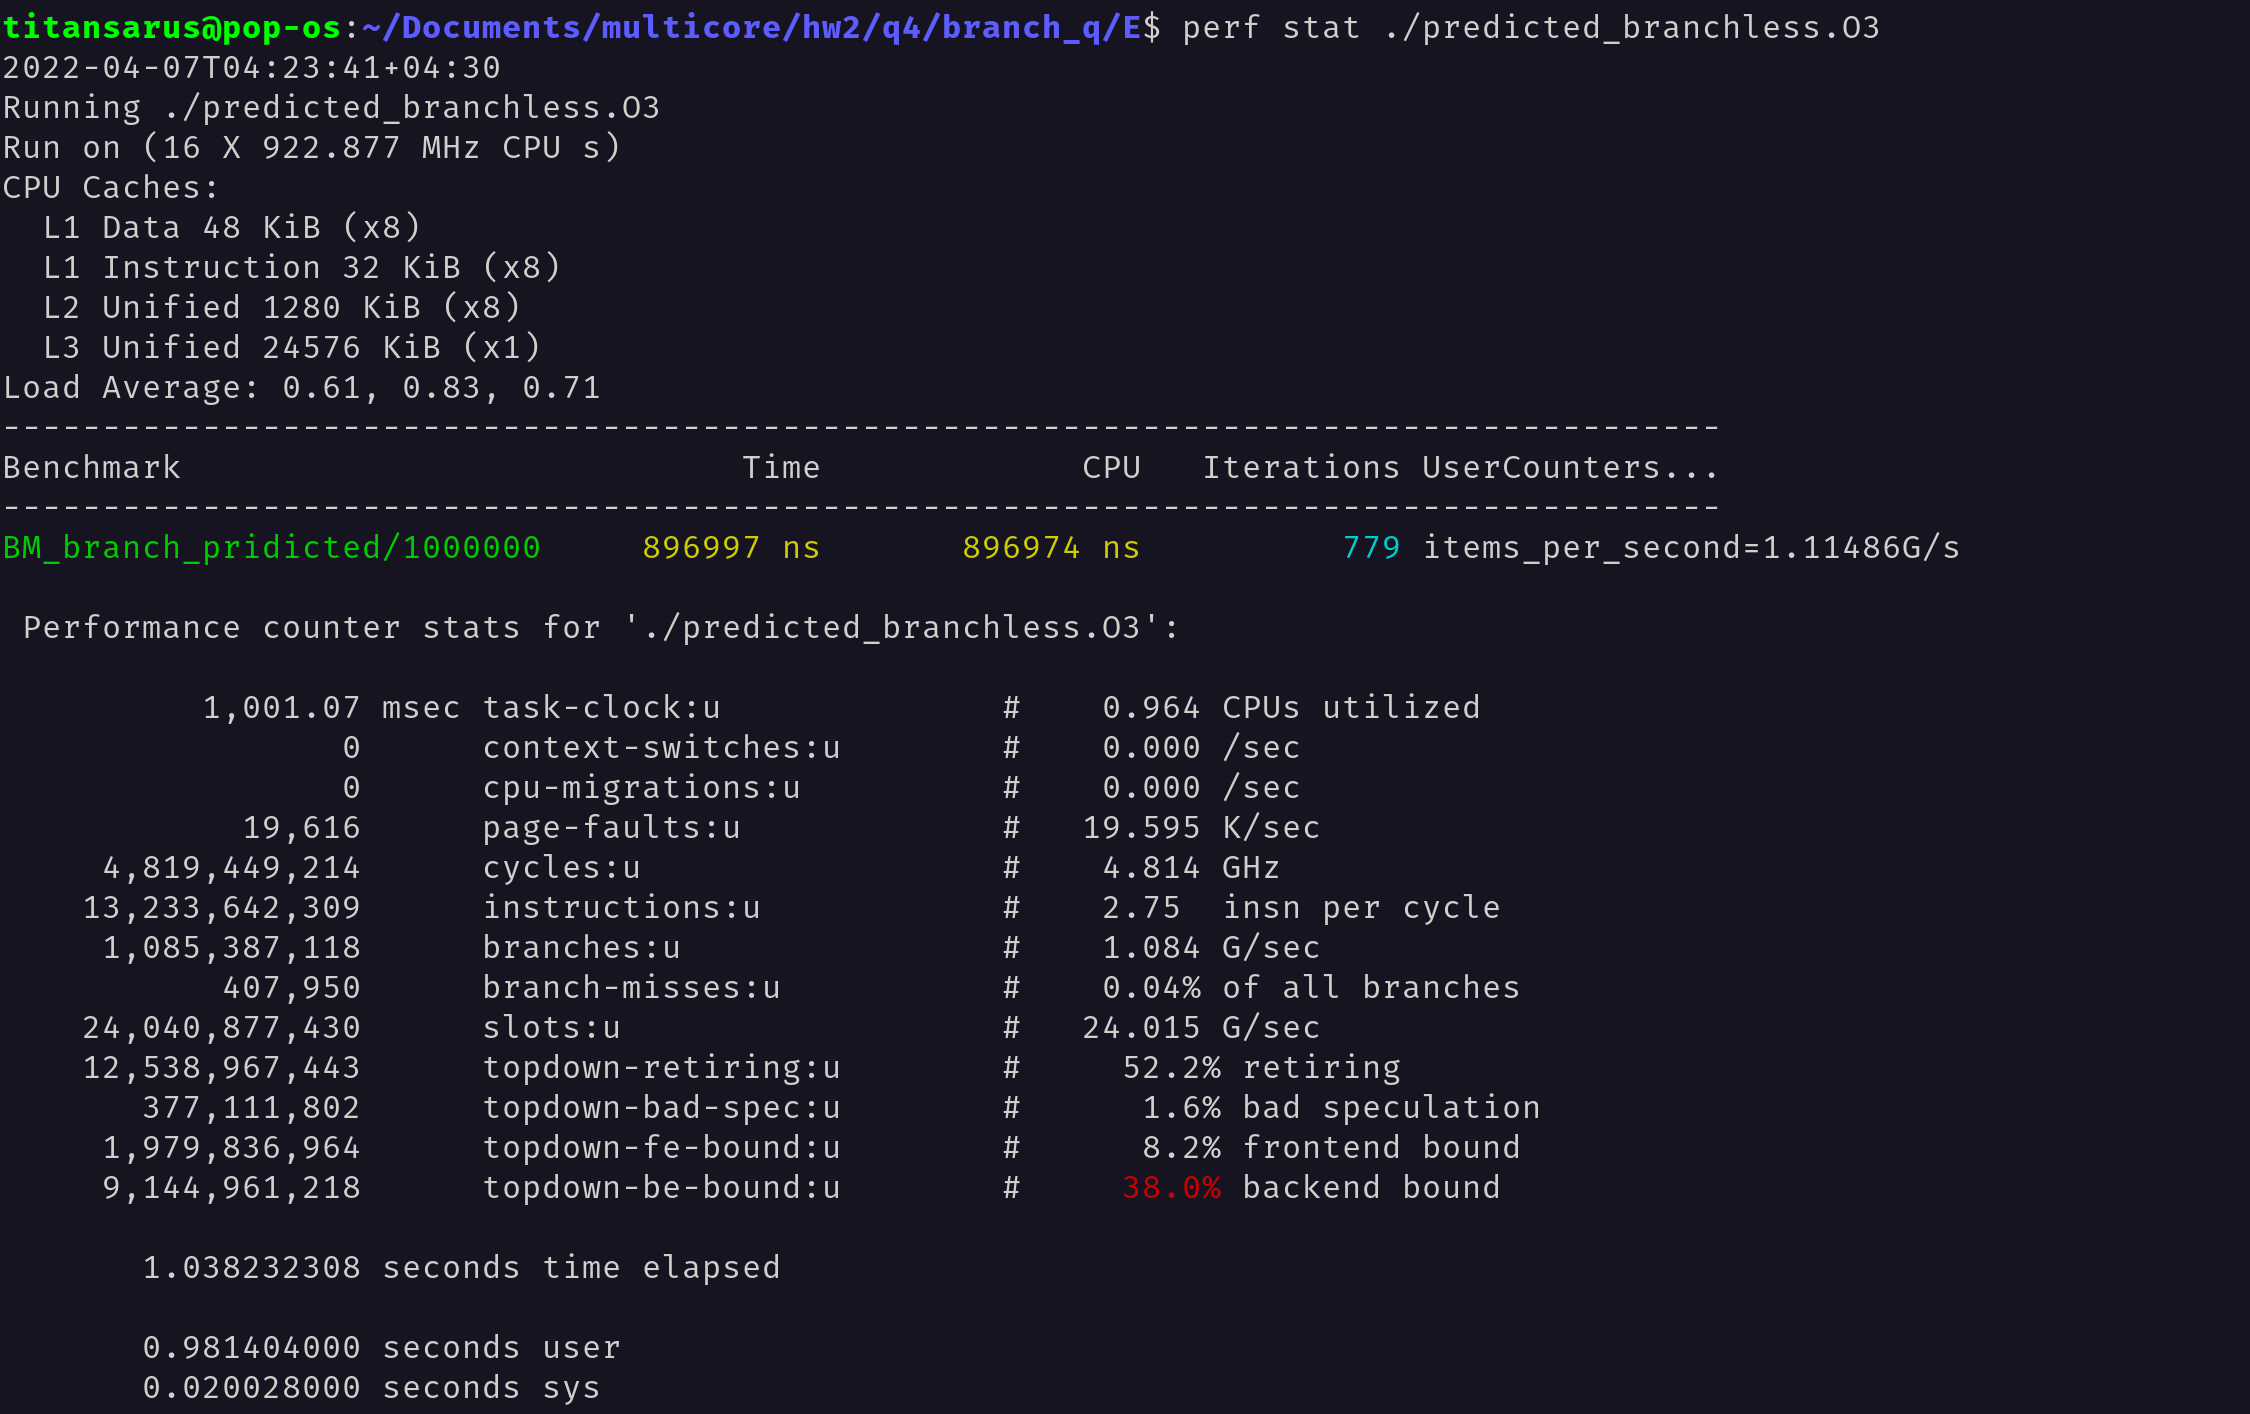 titansarus@pop-os:~/Documents/multicore/hw2/q4/branch_q/E$ perf stat ./predicted_branchless.O3
2022-04-07T04:23:41+04:30
Running ./predicted_branchless.O3
Run on (16 X 922.877 MHz CPU s)
CPU Caches:
  L1 Data 48 KiB (x8)
  L1 Instruction 32 KiB (x8)
  L2 Unified 1280 KiB (x8)
  L3 Unified 24576 KiB (x1)
Load Average: 0.61, 0.83, 0.71
--------------------------------------------------------------------------------------
Benchmark                            Time             CPU   Iterations UserCounters...
--------------------------------------------------------------------------------------
BM_branch_pridicted/1000000     896997 ns       896974 ns          779 items_per_second=1.11486G/s

 Performance counter stats for './predicted_branchless.O3':

          1,001.07 msec task-clock:u              #    0.964 CPUs utilized
                 0      context-switches:u        #    0.000 /sec
                 0      cpu-migrations:u          #    0.000 /sec
            19,616      page-faults:u             #   19.595 K/sec
     4,819,449,214      cycles:u                  #    4.814 GHz
    13,233,642,309      instructions:u            #    2.75  insn per cycle
     1,085,387,118      branches:u                #    1.084 G/sec
           407,950      branch-misses:u           #    0.04% of all branches
    24,040,877,430      slots:u                   #   24.015 G/sec
    12,538,967,443      topdown-retiring:u        #     52.2% retiring
       377,111,802      topdown-bad-spec:u        #      1.6% bad speculation
     1,979,836,964      topdown-fe-bound:u        #      8.2% frontend bound
     9,144,961,218      topdown-be-bound:u        #     38.0% backend bound

       1.038232308 seconds time elapsed

       0.981404000 seconds user
       0.020028000 seconds sys